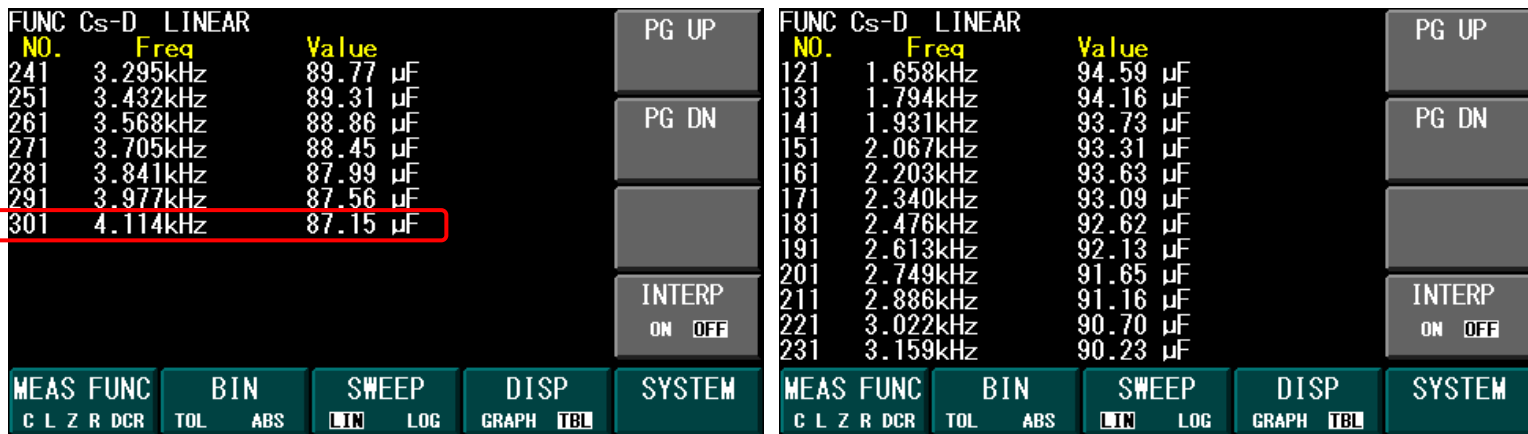 FUNC Cs-D LINEAR
NO. Freq Value
241 3.295kHz 89.77 µF
251 3.432kHz 89.31 µF
261 3.568kHz 88.86 µF
271 3.705kHz 88.45 µF
281 3.841kHz 87.99 µF
291 3.977kHz 87.56 µF
301 4.114kHz 87.15 µF
PG UP
PG DN
INTERP
ON OFF
MEAS FUNC BIN SWEEP DISP SYSTEM
C L Z R DCR TOL ABS LIN LOG GRAPH TBL
FUNC Cs-D LINEAR
NO. Freq Value
121 1.658kHz 94.59 µF
131 1.794kHz 94.16 µF
141 1.931kHz 93.73 µF
151 2.067kHz 93.31 µF
161 2.203kHz 93.63 µF
171 2.340kHz 93.09 µF
181 2.476kHz 92.62 µF
191 2.613kHz 92.13 µF
201 2.749kHz 91.65 µF
211 2.886kHz 91.16 µF
221 3.022kHz 90.70 µF
231 3.159kHz 90.23 µF
PG UP
PG DN
INTERP
ON OFF
MEAS FUNC BIN SWEEP DISP SYSTEM
C L Z R DCR TOL ABS LIN LOG GRAPH TBL